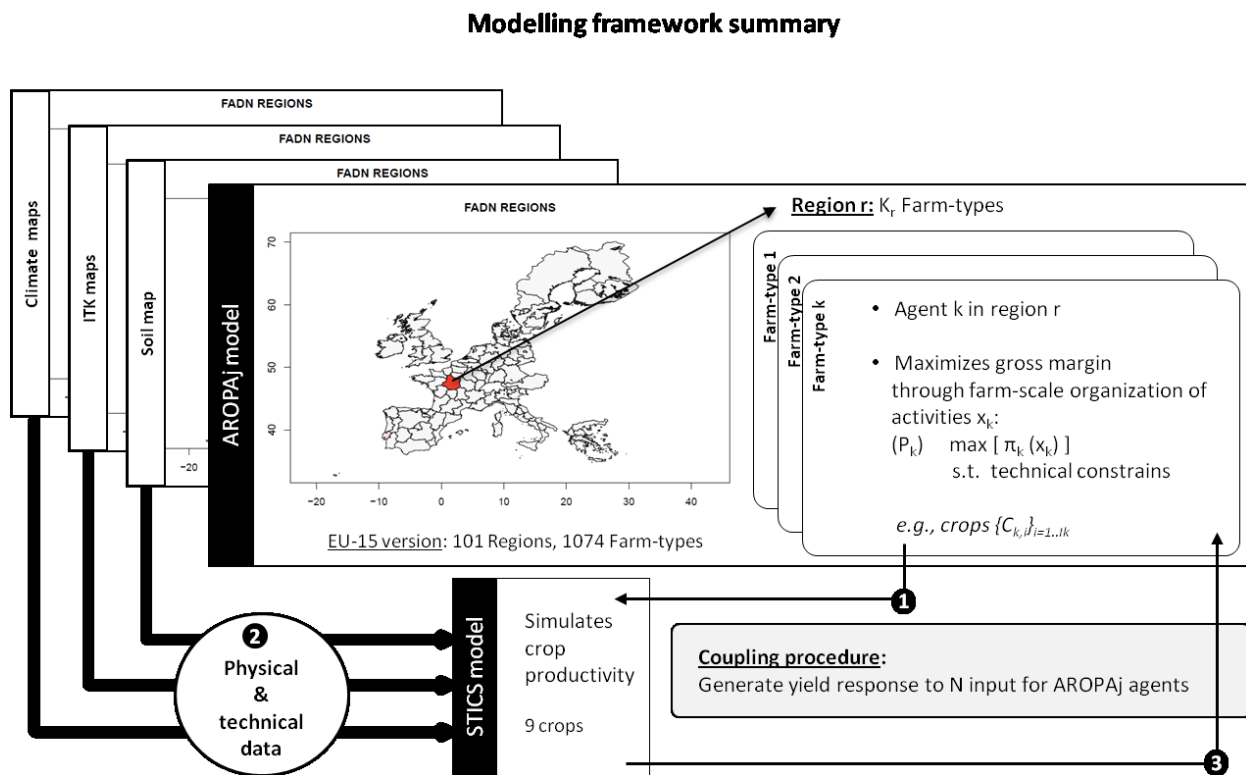 Modelling framework summary
FADN REGIONS
FADN REGIONS
FADN REGIONS
FADN REGIONS
Climate maps
ITK maps
Soil map
AROPAj model
70
60
50
40
−20
−20
−10
0
10
20
30
40
EU-15 version: 101 Regions, 1074 Farm-types
Region r: Kr Farm-types
Farm-type 1
Farm-type 2
Farm-type k
• Agent k in region r
• Maximizes gross margin
through farm-scale organization of
activities xk:
(Pk) max [ πk (xk) ]
s.t. technical constrains
e.g., crops {Ck,i}i=1..Ik
1
2
Physical
&
technical
data
STICS model
Simulates
crop
productivity
9 crops
Coupling procedure:
Generate yield response to N input for AROPAj agents
3